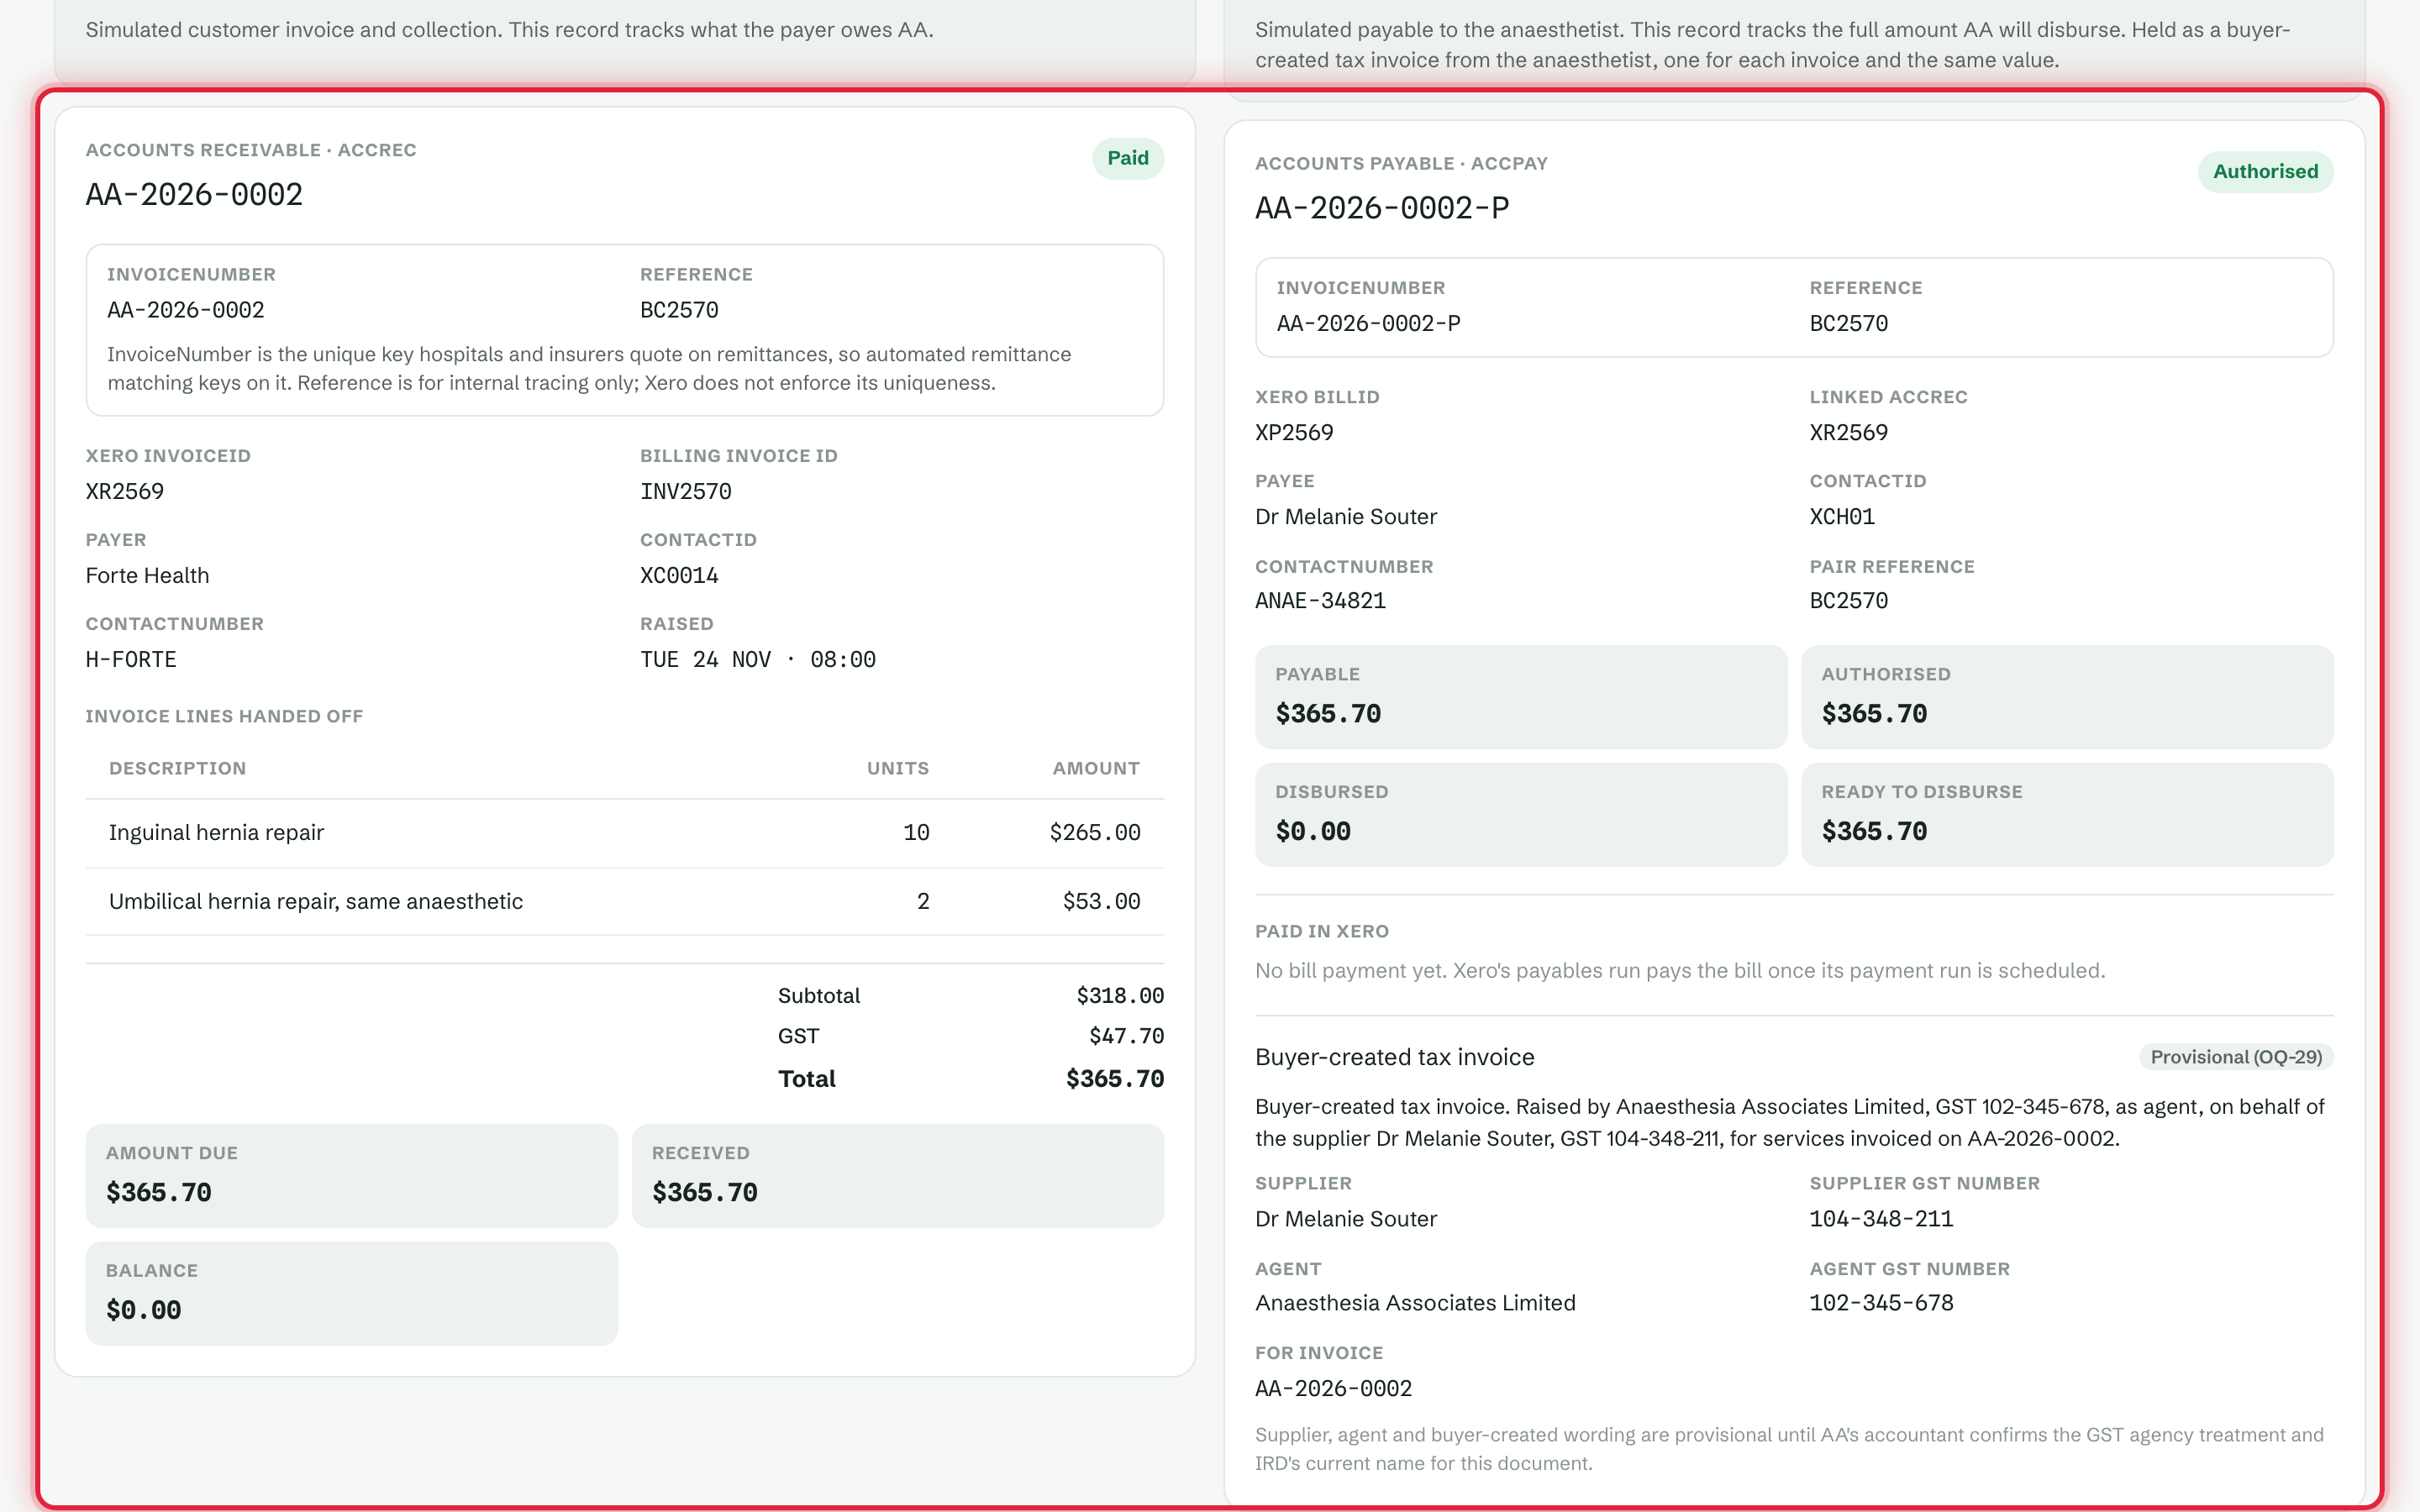 Simulated customer invoice and collection. This record tracks what the payer owes AA.
Simulated payable to the anaesthetist. This record tracks the full amount AA will disburse. Held as a buyer-
created tax invoice from the anaesthetist, one for each invoice and the same value.
ACCOUNTS RECEIVABLE · ACCREC
Paid
AA-2026-0002
INVOICENUMBER
REFERENCE
AA-2026-0002
BC2570
InvoiceNumber is the unique key hospitals and insurers quote on remittances, so automated remittance
matching keys on it. Reference is for internal tracing only; Xero does not enforce its uniqueness.
XERO INVOICEID
BILLING INVOICE ID
XR2569
INV2570
PAYER
CONTACTID
Forte Health
XC0014
CONTACTNUMBER
RAISED
H-FORTE
TUE 24 NOV · 08:00
INVOICE LINES HANDED OFF
DESCRIPTION UNITS AMOUNT
Inguinal hernia repair 10 $265.00
Umbilical hernia repair, same anaesthetic 2 $53.00
Subtotal $318.00
GST $47.70
Total $365.70
AMOUNT DUE
RECEIVED
$365.70
$365.70
BALANCE
$0.00
ACCOUNTS PAYABLE · ACCPAY
Authorised
AA-2026-0002-P
INVOICENUMBER
REFERENCE
AA-2026-0002-P
BC2570
XERO BILLID
LINKED ACCREC
XP2569
XR2569
PAYEE
CONTACTID
Dr Melanie Souter
XCH01
CONTACTNUMBER
PAIR REFERENCE
ANAE-34821
BC2570
PAYABLE
AUTHORISED
$365.70
$365.70
DISBURSED
READY TO DISBURSE
$0.00
$365.70
PAID IN XERO
No bill payment yet. Xero's payables run pays the bill once its payment run is scheduled.
Buyer-created tax invoice
Provisional (OQ-29)
Buyer-created tax invoice. Raised by Anaesthesia Associates Limited, GST 102-345-678, as agent, on behalf of
the supplier Dr Melanie Souter, GST 104-348-211, for services invoiced on AA-2026-0002.
SUPPLIER
SUPPLIER GST NUMBER
Dr Melanie Souter
104-348-211
AGENT
AGENT GST NUMBER
Anaesthesia Associates Limited
102-345-678
FOR INVOICE
AA-2026-0002
Supplier, agent and buyer-created wording are provisional until AA's accountant confirms the GST agency treatment and
IRD's current name for this document.